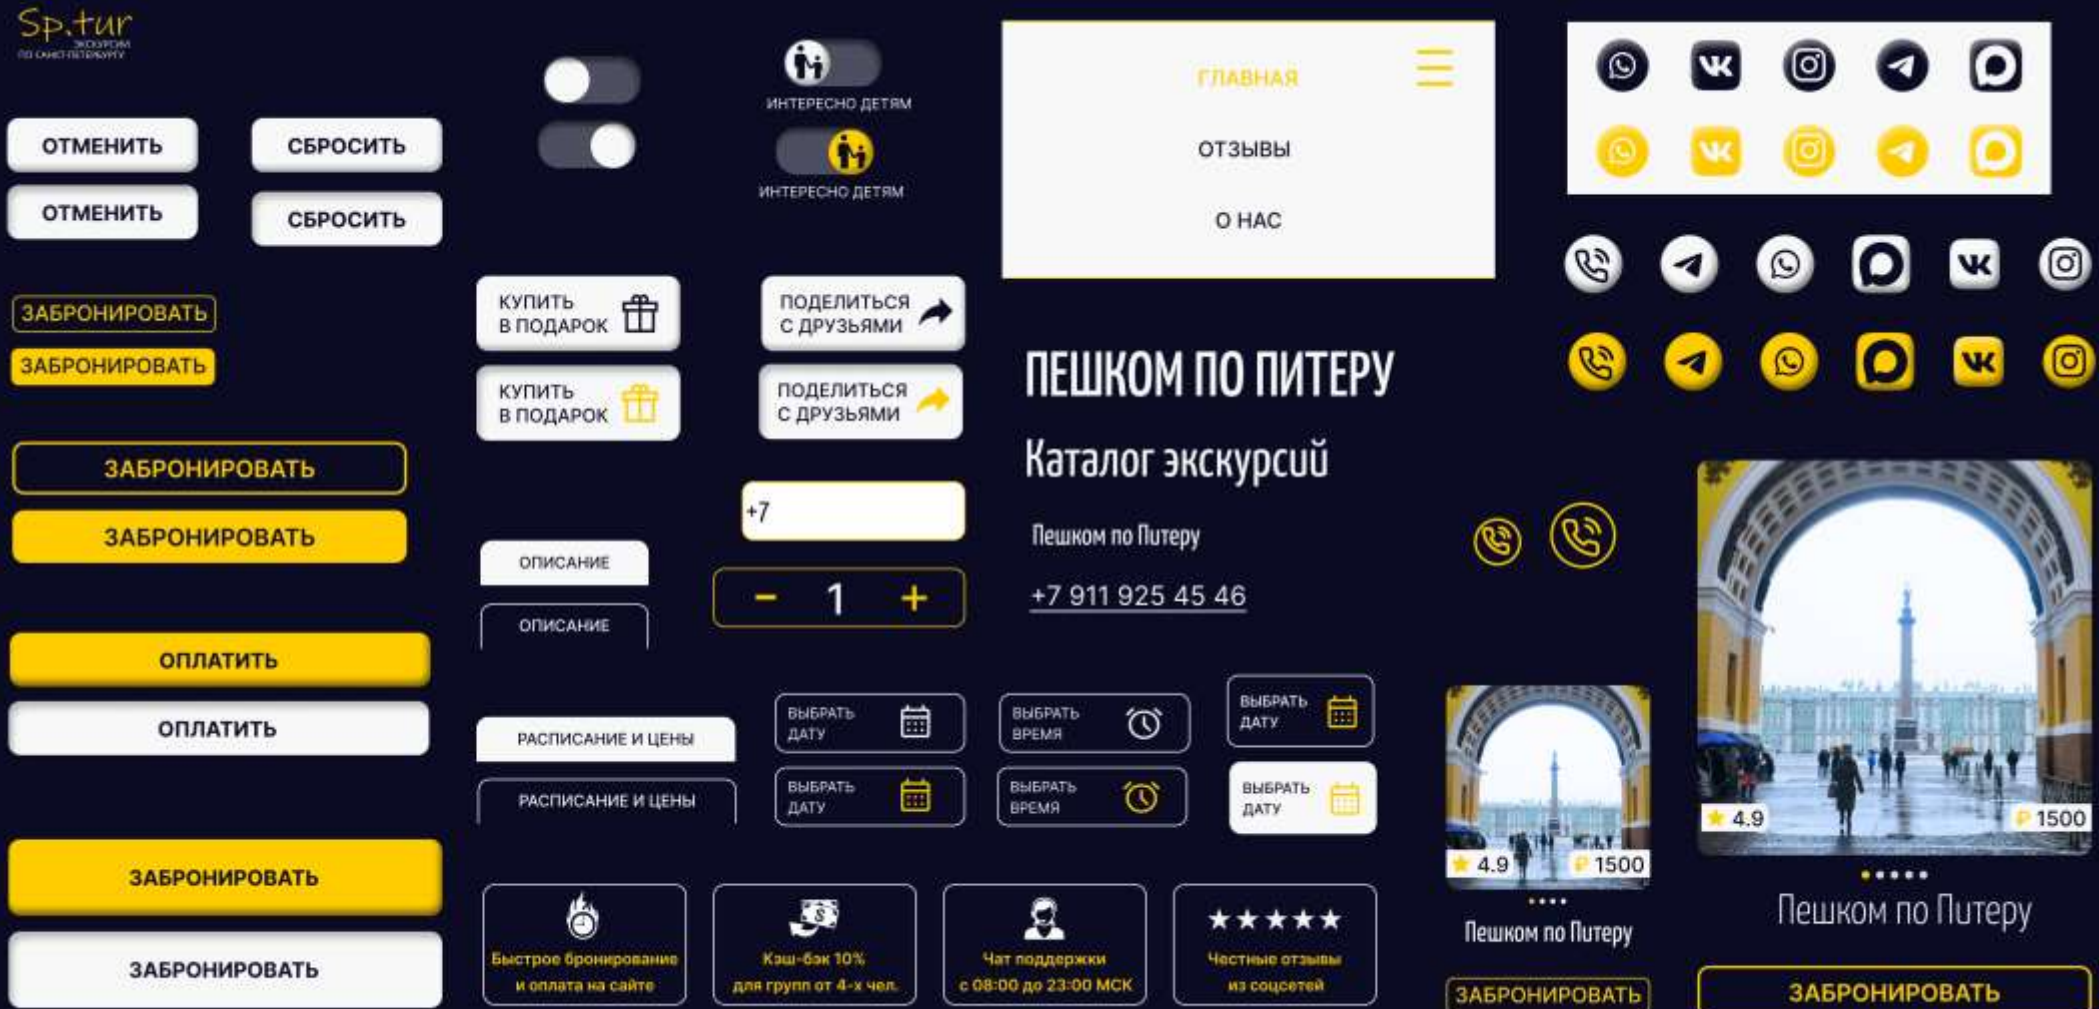 Sp.tur
ЭКСКУРСИИ
ПО САНКТ-ПЕТЕРБУРГУ
ОТМЕНИТЬ
СБРОСИТЬ
ОТМЕНИТЬ
СБРОСИТЬ
ЗАБРОНИРОВАТЬ
ЗАБРОНИРОВАТЬ
ЗАБРОНИРОВАТЬ
ЗАБРОНИРОВАТЬ
ОПЛАТИТЬ
ОПЛАТИТЬ
ЗАБРОНИРОВАТЬ
ЗАБРОНИРОВАТЬ
ИНТЕРЕСНО ДЕТЯМ
ИНТЕРЕСНО ДЕТЯМ
КУПИТЬ
В ПОДАРОК
ПОДЕЛИТЬСЯ
С ДРУЗЬЯМИ
КУПИТЬ
В ПОДАРОК
ПОДЕЛИТЬСЯ
С ДРУЗЬЯМИ
+7
ОПИСАНИЕ
− 1 +
ОПИСАНИЕ
РАСПИСАНИЕ И ЦЕНЫ
РАСПИСАНИЕ И ЦЕНЫ
ВЫБРАТЬ
ДАТУ
ВЫБРАТЬ
ВРЕМЯ
ВЫБРАТЬ
ДАТУ
ВЫБРАТЬ
ДАТУ
ВЫБРАТЬ
ВРЕМЯ
ВЫБРАТЬ
ДАТУ
Быстрое бронирование
и оплата на сайте
Кэш-бэк 10%
для групп от 4-х чел.
Чат поддержки
с 08:00 до 23:00 МСК
Честные отзывы
из соцсетей
ГЛАВНАЯ
ОТЗЫВЫ
О НАС
ПЕШКОМ ПО ПИТЕРУ
Каталог экскурсий
Пешком по Питеру
+7 911 925 45 46
4.9
₽ 1500
Пешком по Питеру
ЗАБРОНИРОВАТЬ
4.9
₽ 1500
Пешком по Питеру
ЗАБРОНИРОВАТЬ